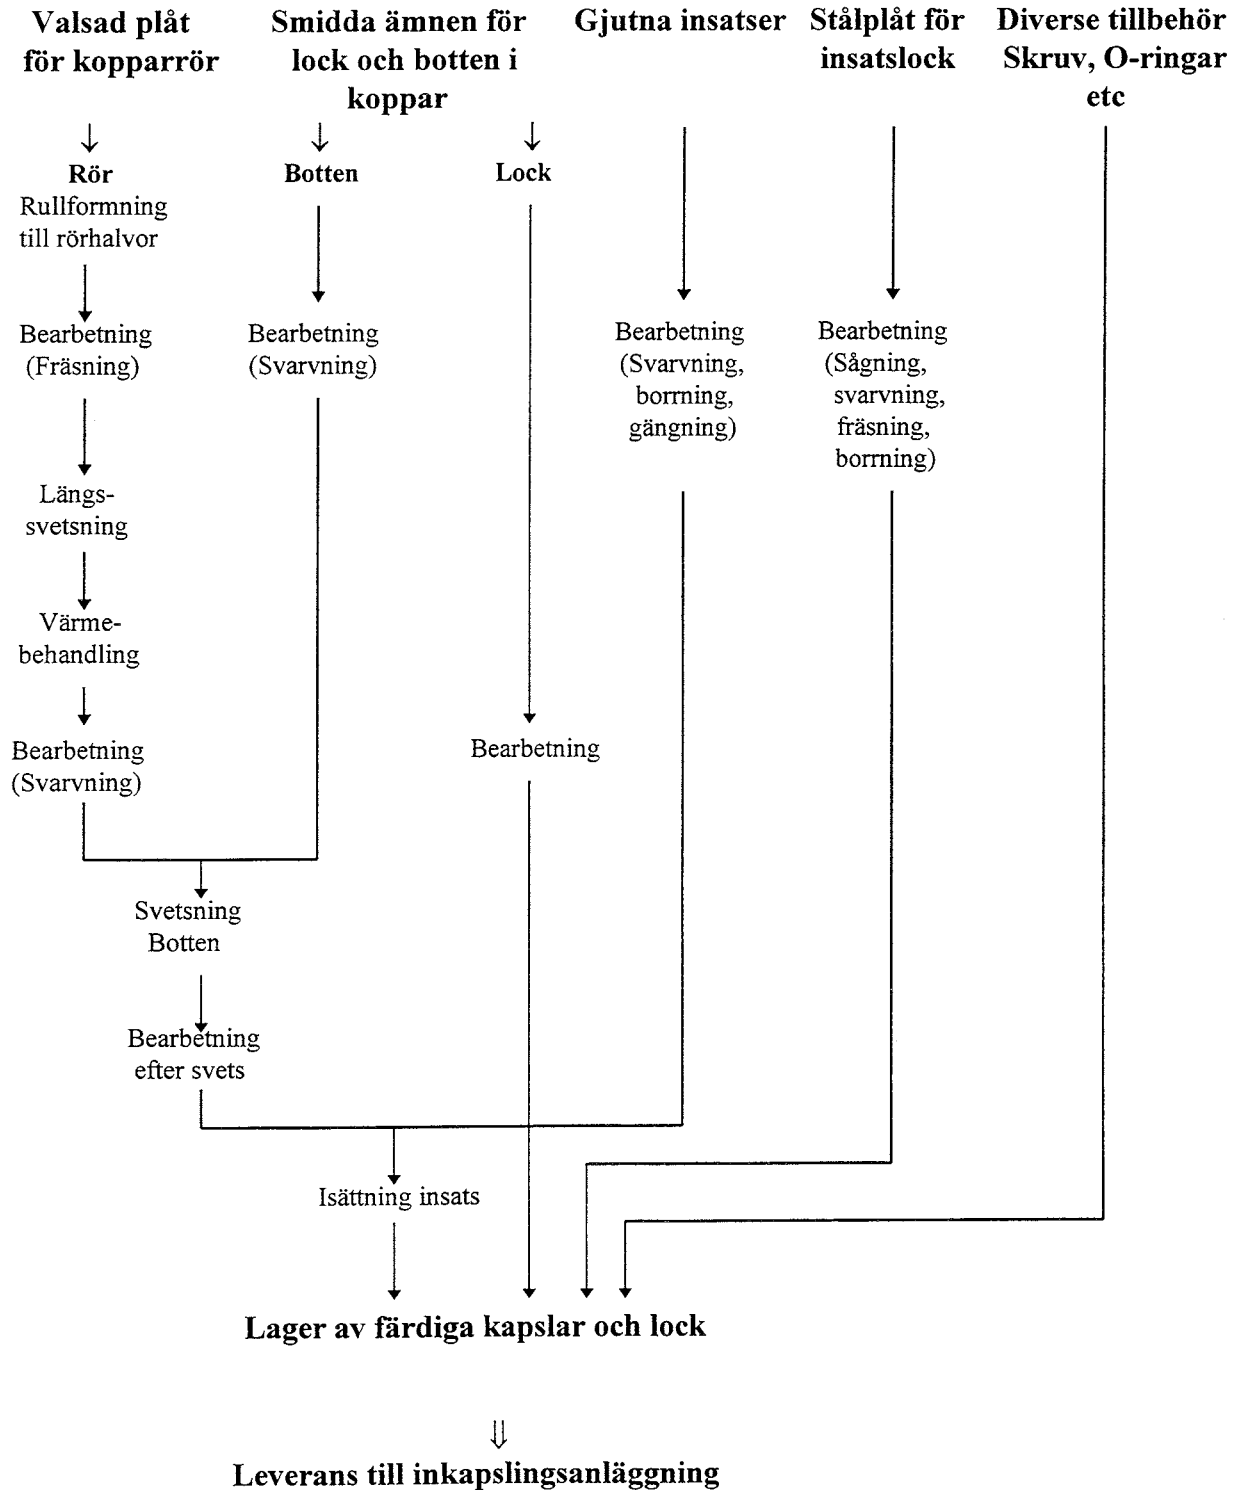 Valsad plåt
för kopparrör
Smidda ämnen för
lock och botten i
koppar
Gjutna insatser
Stålplåt för
insatslock
Diverse tillbehör
Skruv, O-ringar
etc
Rör
Rullformning
till rörhalvor
Botten
Lock
Bearbetning
(Fräsning)
Bearbetning
(Svarvning)
Bearbetning
(Svarvning,
borrning,
gängning)
Bearbetning
(Sågning,
svarvning,
fräsning,
borrning)
Längs-
svetsning
Värme-
behandling
Bearbetning
(Svarvning)
Bearbetning
Svetsning
Botten
Bearbetning
efter svets
Isättning insats
Lager av färdiga kapslar och lock
Leverans till inkapslingsanläggning